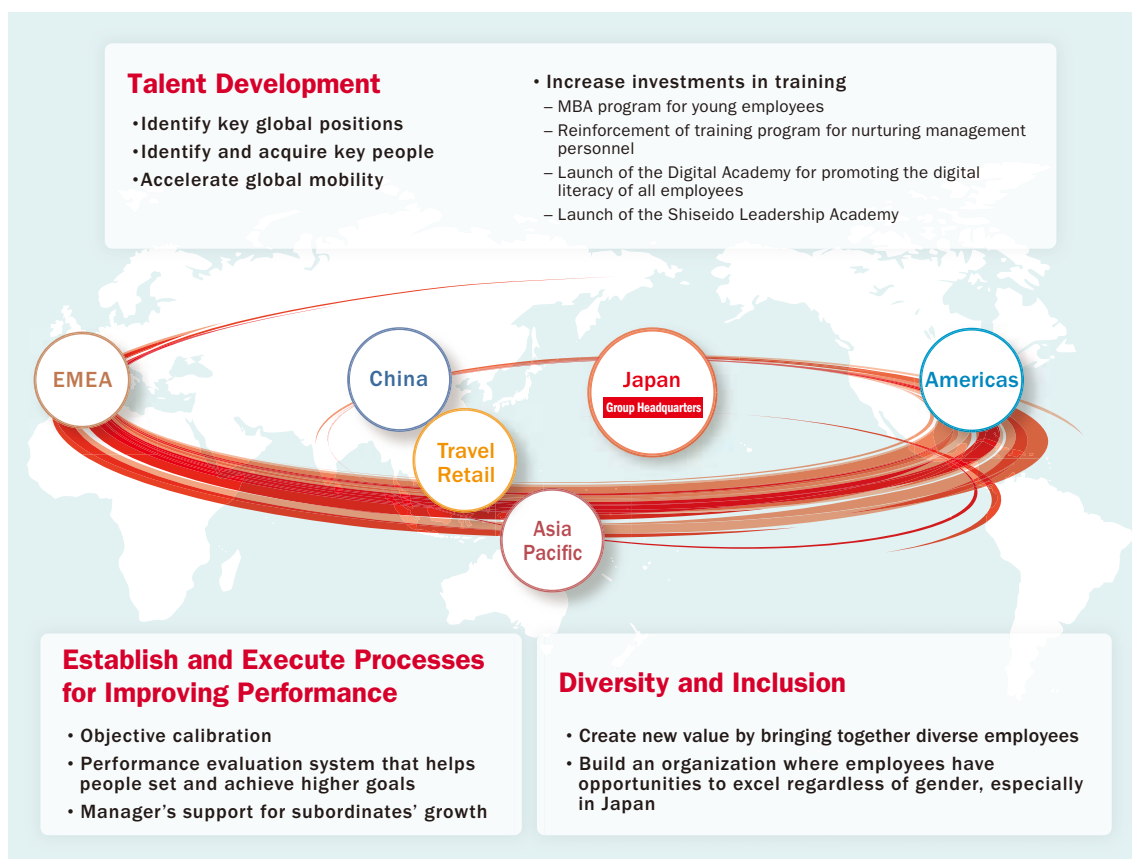 Talent Development
•Identify key global positions
•Identify and acquire key people
•Accelerate global mobility
• Increase investments in training
– MBA program for young employees
– Reinforcement of training program for nurturing management
personnel
– Launch of the Digital Academy for promoting the digital
literacy of all employees
– Launch of the Shiseido Leadership Academy
EMEA
China
Japan
Group Headquarters
Americas
Travel
Retail
Asia
Pacific
Establish and Execute Processes
for Improving Performance
• Objective calibration
• Performance evaluation system that helps
people set and achieve higher goals
• Manager’s support for subordinates’ growth
Diversity and Inclusion
• Create new value by bringing together diverse employees
• Build an organization where employees have
opportunities to excel regardless of gender, especially
in Japan